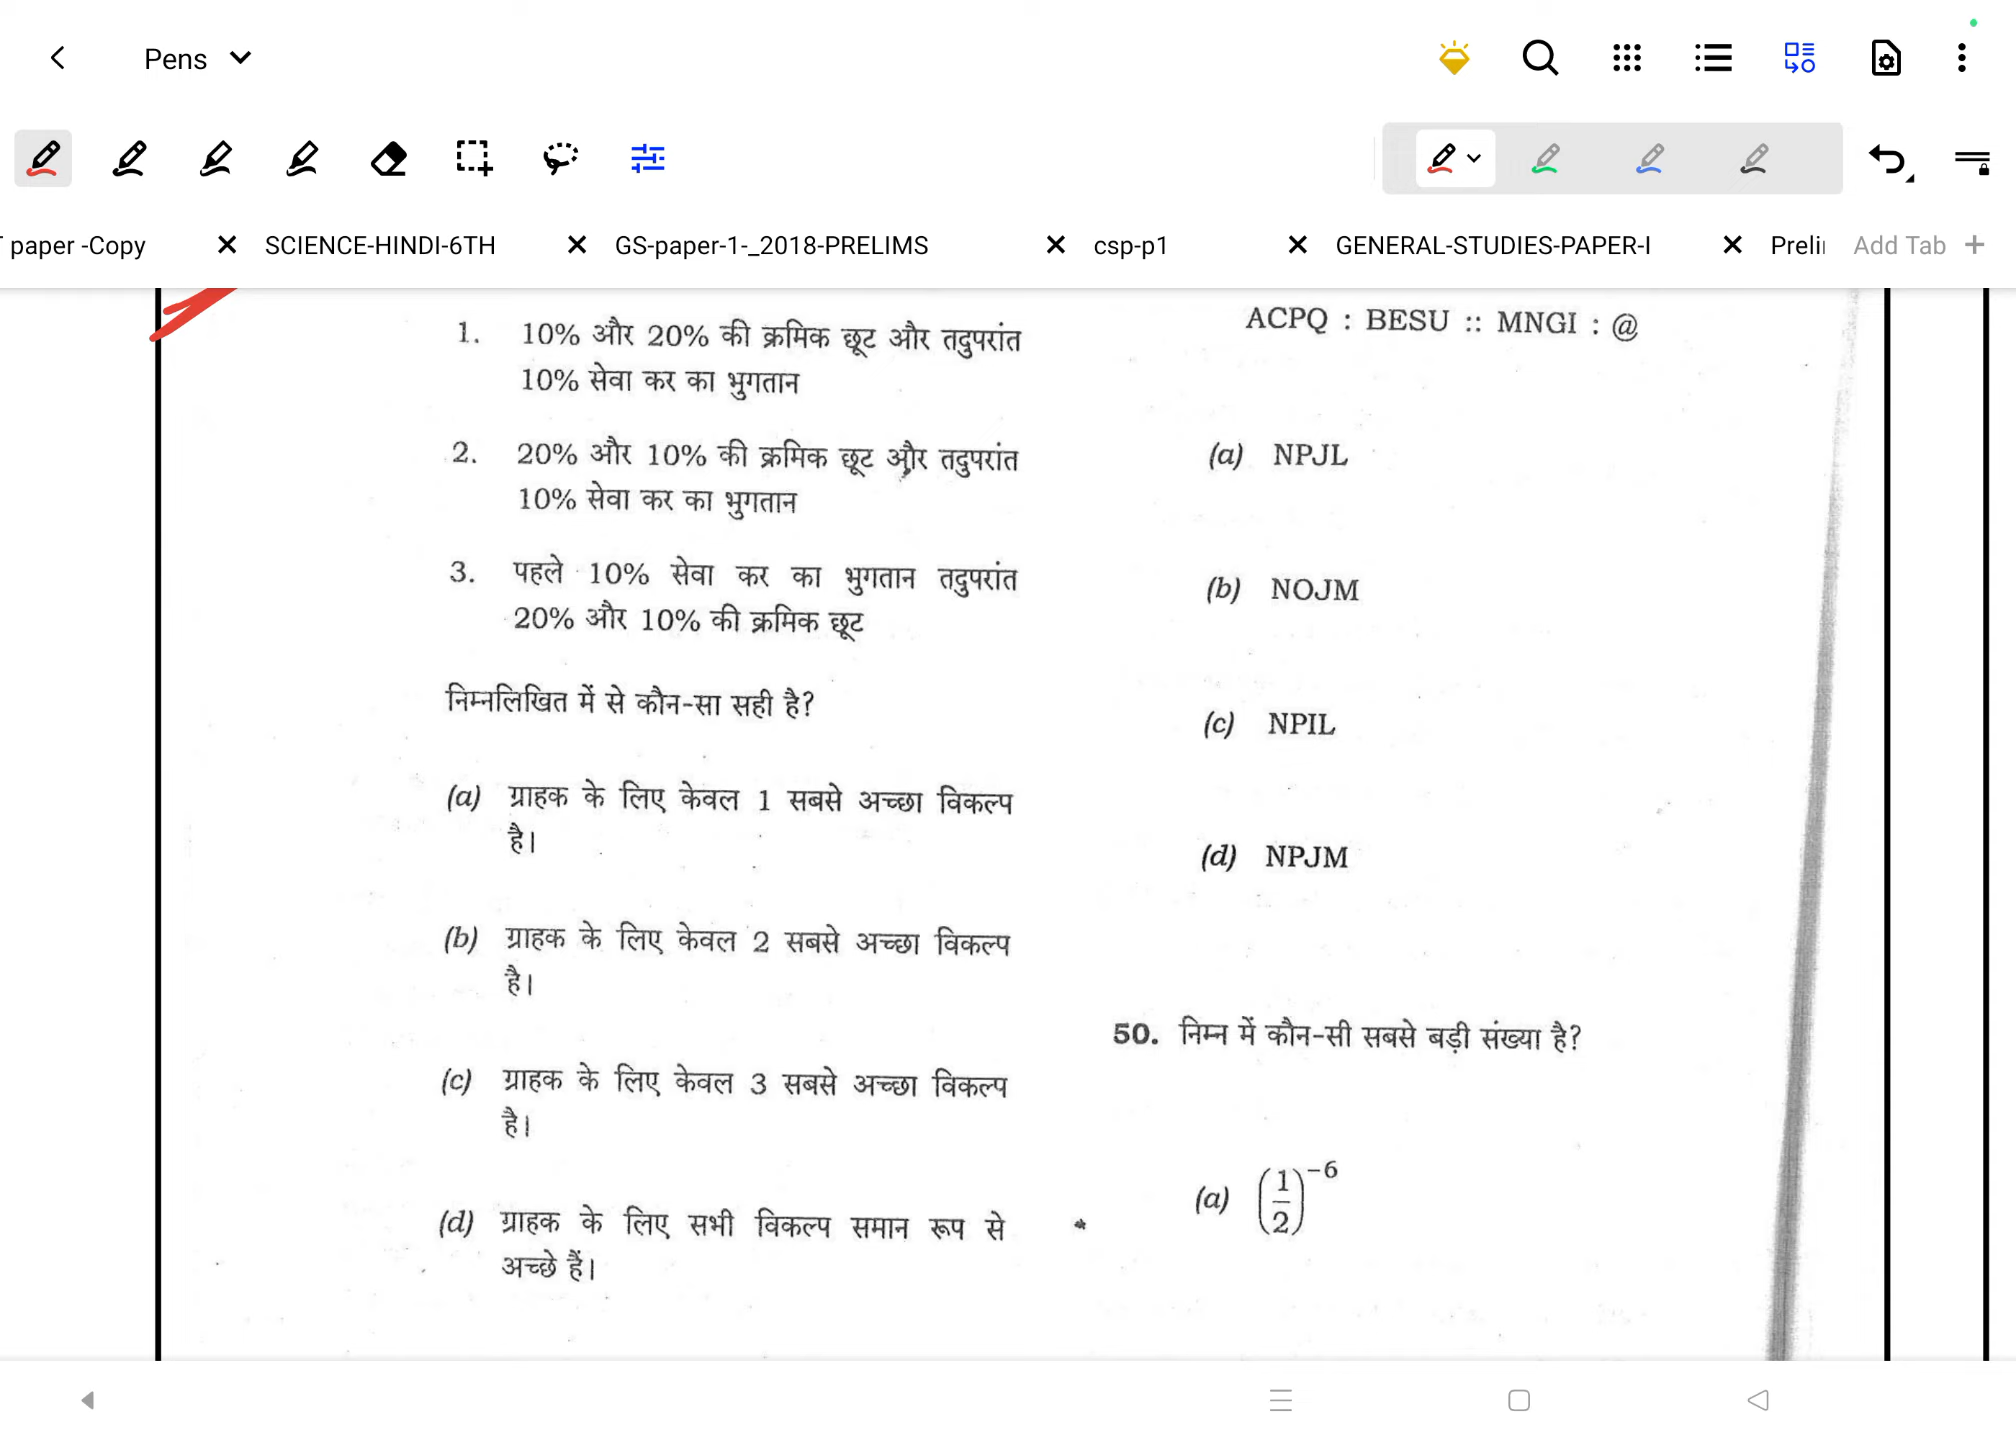 Pens
paper -Copy
SCIENCE-HINDI-6TH
GS-paper-1-_2018-PRELIMS
csp-p1
GENERAL-STUDIES-PAPER-I
Add Tab +
1. 10% और 20% की क्रमिक छूट और तदुपरांत
10% सेवा कर का भुगतान
2. 20% और 10% की क्रमिक छूट और तदुपरांत
10% सेवा कर का भुगतान
3. पहले 10% सेवा कर का भुगतान तदुपरांत
20% और 10% की क्रमिक छूट
निम्नलिखित में से कौन-सा सही है?
(a) ग्राहक के लिए केवल 1 सबसे अच्छा विकल्प
है।
(b) ग्राहक के लिए केवल 2 सबसे अच्छा विकल्प
है।
(c) ग्राहक के लिए केवल 3 सबसे अच्छा विकल्प
है।
(d) ग्राहक के लिए सभी विकल्प समान रूप से
अच्छे हैं।
ACPQ : BESU :: MNGI : @
(a) NPJL
(b) NOJM
(c) NPIL
(d) NPJM
50. निम्न में कौन-सी सबसे बड़ी संख्या है?
(a) (1/2)^-6